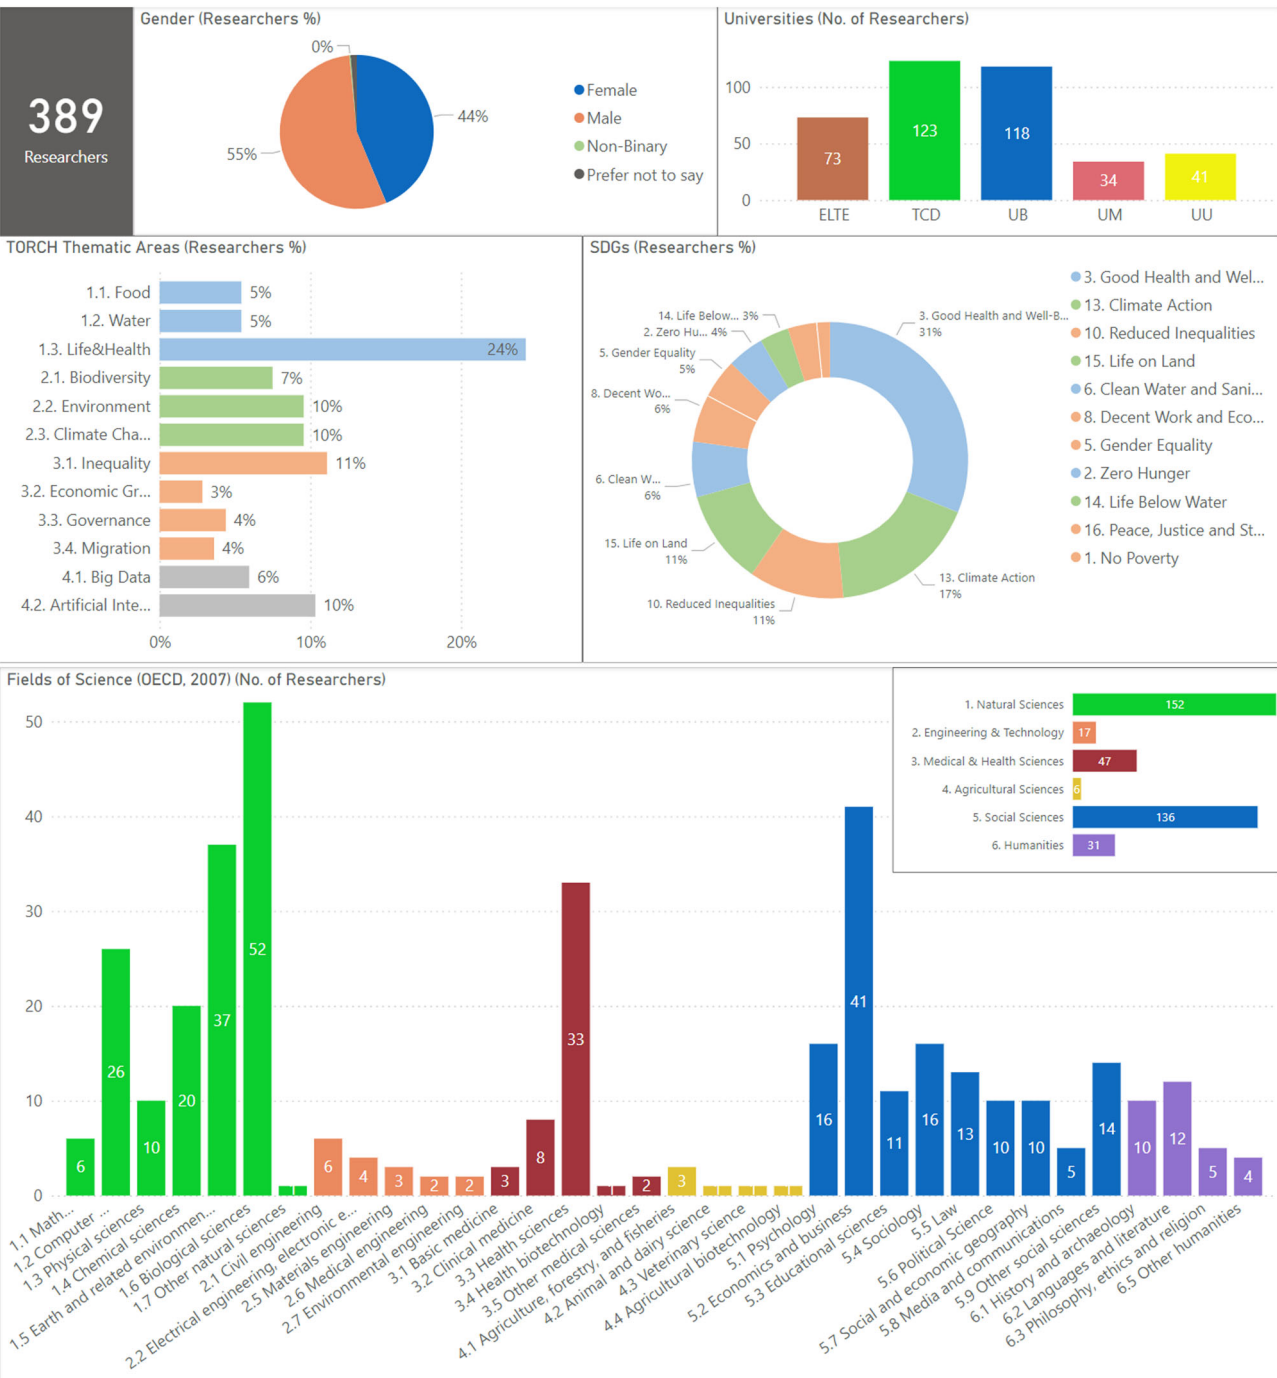 389
Researchers
Gender (Researchers %)
0%
44%
55%
Female
Male
Non-Binary
Prefer not to say
Universities (No. of Researchers)
100
50
0
73
123
118
34
41
ELTE
TCD
UB
UM
UU
TORCH Thematic Areas (Researchers %)
1.1. Food 5%
1.2. Water 5%
1.3. Life&Health 24%
2.1. Biodiversity 7%
2.2. Environment 10%
2.3. Climate Cha... 10%
3.1. Inequality 11%
3.2. Economic Gr... 3%
3.3. Governance 4%
3.4. Migration 4%
4.1. Big Data 6%
4.2. Artificial Inte... 10%
0% 10% 20%
SDGs (Researchers %)
14. Life Below... 3%
2. Zero Hu... 4%
5. Gender Equality
5%
8. Decent Wo...
6%
6. Clean W...
6%
15. Life on Land
11%
10. Reduced Inequalities
11%
13. Climate Action
17%
3. Good Health and Well-B...
31%
3. Good Health and Wel...
13. Climate Action
10. Reduced Inequalities
15. Life on Land
6. Clean Water and Sani...
8. Decent Work and Eco...
5. Gender Equality
2. Zero Hunger
14. Life Below Water
16. Peace, Justice and St...
1. No Poverty
Fields of Science (OECD, 2007) (No. of Researchers)
1. Natural Sciences 152
2. Engineering & Technology 17
3. Medical & Health Sciences 47
4. Agricultural Sciences 6
5. Social Sciences 136
6. Humanities 31
50
40
30
20
10
0
6
26
10
20
37
52
1
6
4
3
2
2
3
8
33
1
2
3
1
1
1
16
41
11
16
13
10
10
5
14
10
12
5
4
1.1 Math...
1.2 Computer ...
1.3 Physical sciences
1.4 Chemical sciences
1.5 Earth and related environmen...
1.6 Biological sciences
1.7 Other natural sciences
2.1 Civil engineering
2.2 Electrical engineering, electronic e...
2.5 Materials engineering
2.6 Medical engineering
2.7 Environmental engineering
3.1 Basic medicine
3.2 Clinical medicine
3.3 Health sciences
3.4 Health biotechnology
3.5 Other medical sciences
4.1 Agriculture, forestry, and fisheries
4.2 Animal and dairy science
4.3 Veterinary science
4.4 Agricultural biotechnology
5.1 Psychology
5.2 Economics and business
5.3 Educational sciences
5.4 Sociology
5.5 Law
5.6 Political Science
5.7 Social and economic geography
5.8 Media and communications
5.9 Other social sciences
6.1 History and archaeology
6.2 Languages and literature
6.3 Philosophy, ethics and religion
6.5 Other humanities